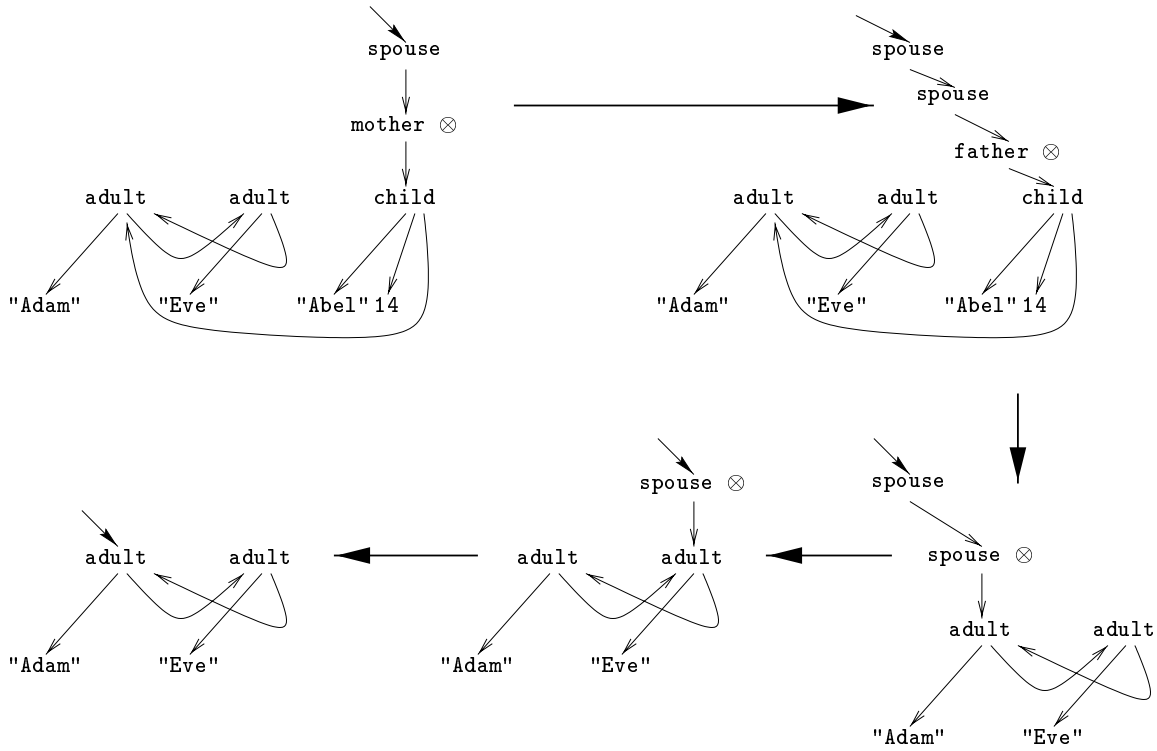 spouse
mother ⊗
adult adult child
"Adam" "Eve" "Abel" 14
spouse
spouse
father ⊗
adult adult child
"Adam" "Eve" "Abel" 14
spouse
spouse ⊗
adult adult
"Adam" "Eve"
spouse ⊗
adult adult
"Adam" "Eve"
adult adult
"Adam" "Eve"